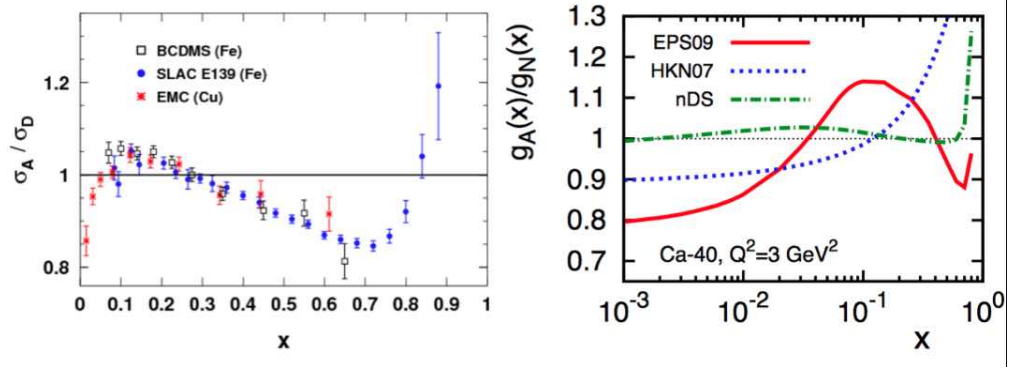 σA / σD
1.2
1
0.8
BCDMS (Fe)
SLAC E139 (Fe)
EMC (Cu)
0 0.1 0.2 0.3 0.4 0.5 0.6 0.7 0.8 0.9 1
x
gA(x)/gN(x)
1.3
1.2
1.1
1
0.9
0.8
0.7
EPS09
HKN07
nDS
Ca-40, Q²=3 GeV²
10⁻³ 10⁻² 10⁻¹ 10⁰
x